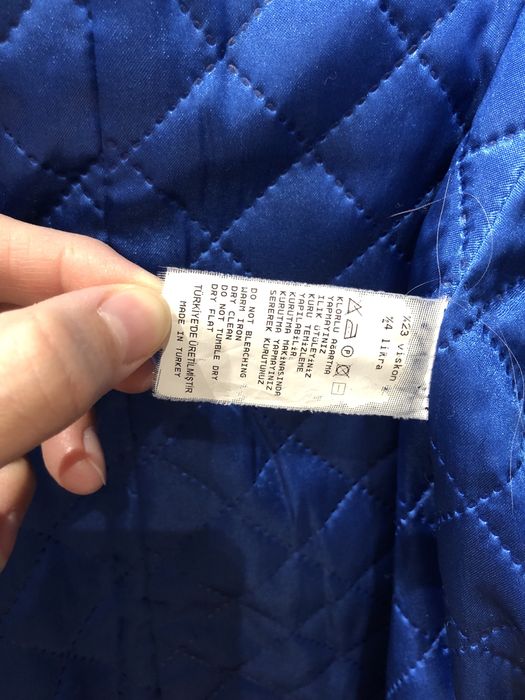 %23 viskon
%4 likra
KLORLU AGARTMA
YAPMAYINIZ
ILIK ÜTÜLEYİNİZ
KURU TEMİZLEME
YAPILABİLİR
KURUTMA MAKİNASINDA
KURUTMA YAPMAYINIZ
SEREREK KURUTUNUZ
DO NOT BLEACHING
WARM IRON
DRY CLEAN
DO NOT TUMBLE DRY
DRY FLAT
TÜRKİYE'DE ÜRETİLMİŞTİR
MADE IN TURKEY